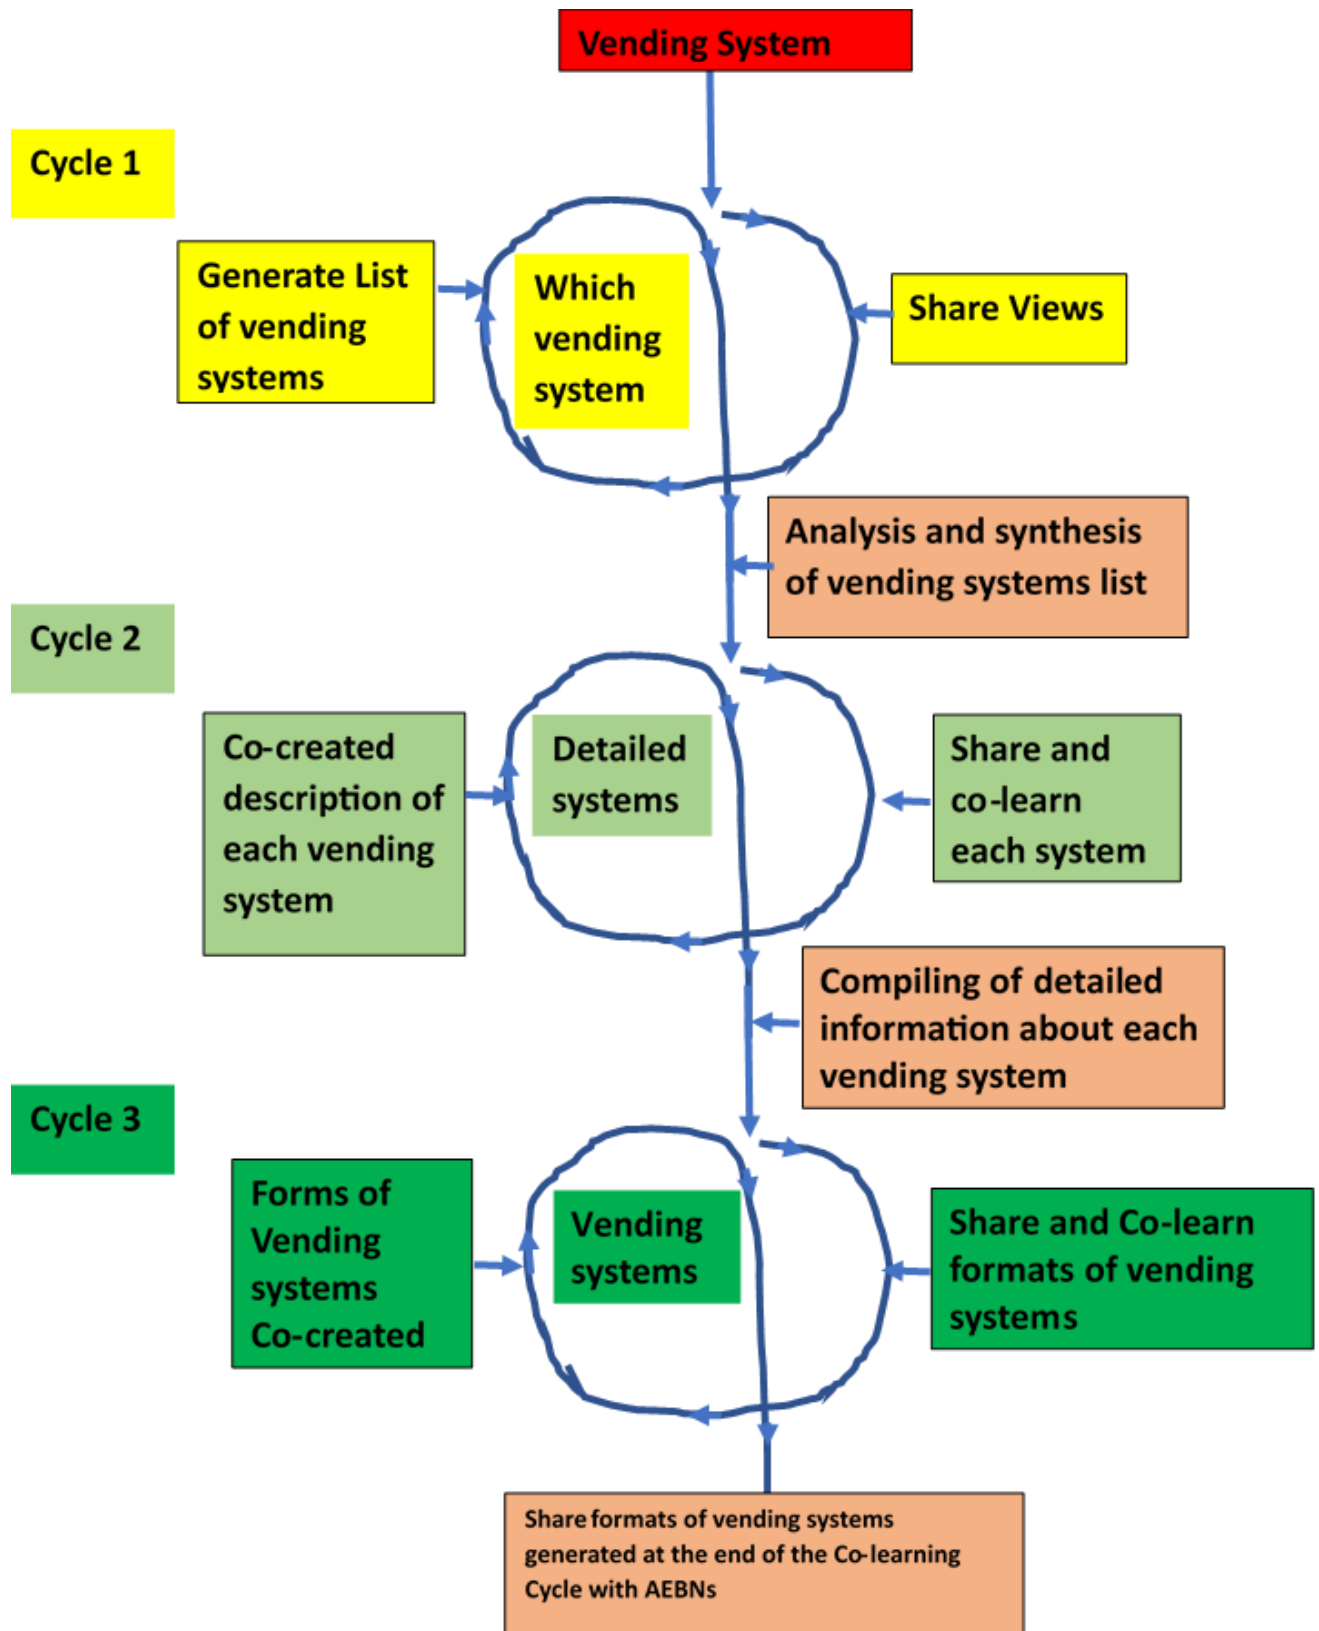 Vending System
Cycle 1
Generate List
of vending
systems
Which
vending
system
Share Views
Analysis and synthesis
of vending systems list
Cycle 2
Co-created
description of
each vending
system
Detailed
systems
Share and
co-learn
each system
Compiling of detailed
information about each
vending system
Cycle 3
Forms of
Vending
systems
Co-created
Vending
systems
Share and Co-learn
formats of vending
systems
Share formats of vending systems
generated at the end of the Co-learning
Cycle with AEBNs